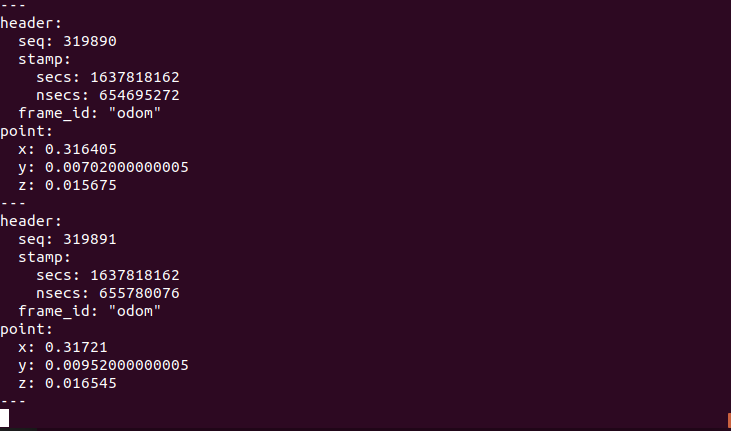 ---
header:
  seq: 319890
  stamp:
    secs: 1637818162
    nsecs: 654695272
  frame_id: "odom"
point:
  x: 0.316405
  y: 0.00702000000005
  z: 0.015675
---
header:
  seq: 319891
  stamp:
    secs: 1637818162
    nsecs: 655780076
  frame_id: "odom"
point:
  x: 0.31721
  y: 0.00952000000005
  z: 0.016545
---